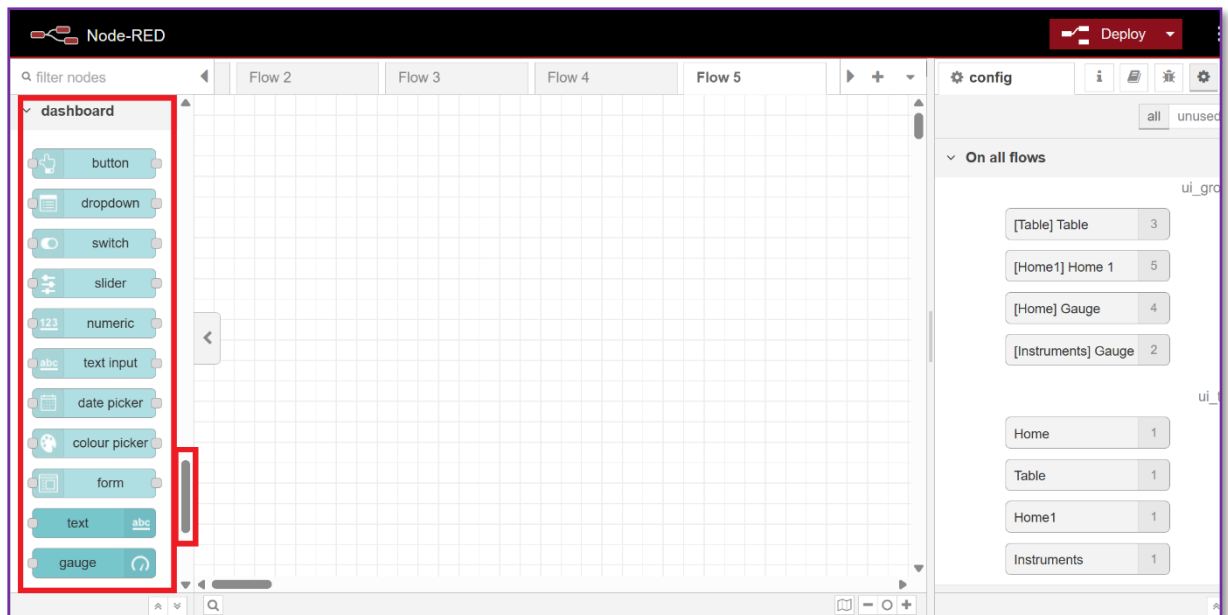 Node-RED
Deploy
filter nodes
Flow 2
Flow 3
Flow 4
Flow 5
config
i
all
unused
dashboard
button
dropdown
switch
slider
123
numeric
abc
text input
date picker
colour picker
form
text
abc
gauge
On all flows
ui_gro
[Table] Table 3
[Home1] Home 1 5
[Home] Gauge 4
[Instruments] Gauge 2
ui_t
Home 1
Table 1
Home1 1
Instruments 1